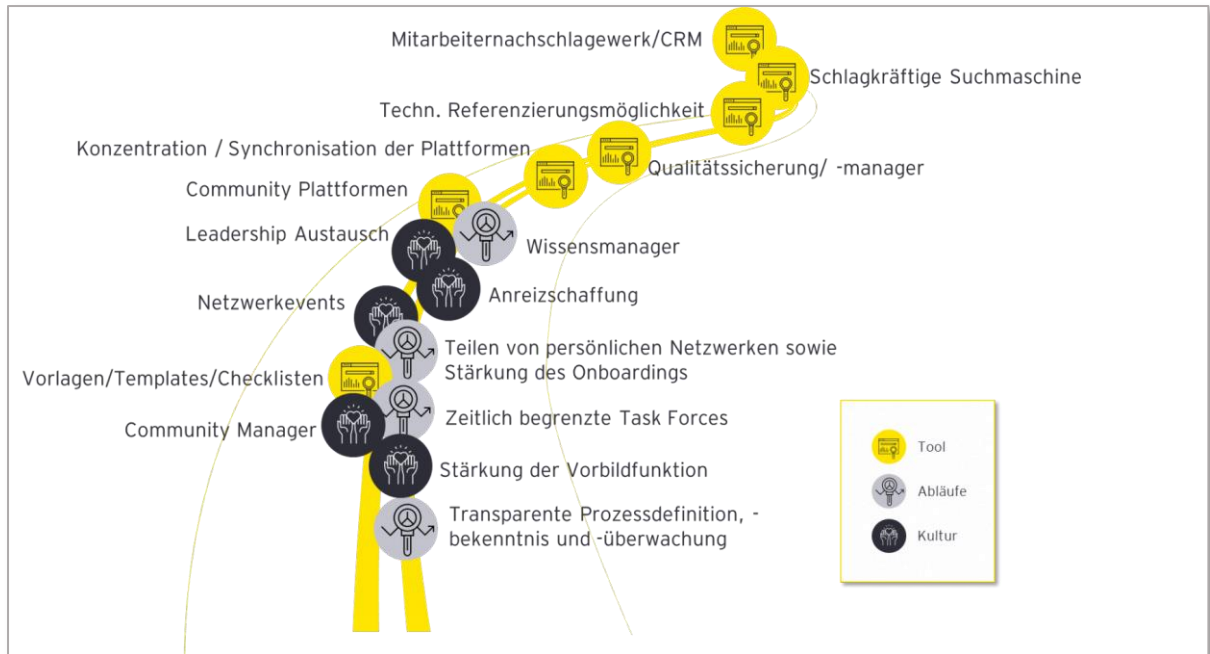 Mitarbeiternachschlagewerk/CRM
Schlagkräftige Suchmaschine
Techn. Referenzierungsmöglichkeit
Konzentration / Synchronisation der Plattformen
Qualitätssicherung/ -manager
Community Plattformen
Leadership Austausch
Wissensmanager
Anreizschaffung
Netzwerkevents
Teilen von persönlichen Netzwerken sowie
Stärkung des Onboardings
Vorlagen/Templates/Checklisten
Zeitlich begrenzte Task Forces
Community Manager
Stärkung der Vorbildfunktion
Transparente Prozessdefinition, -
bekenntnis und -überwachung
Tool
Abläufe
Kultur